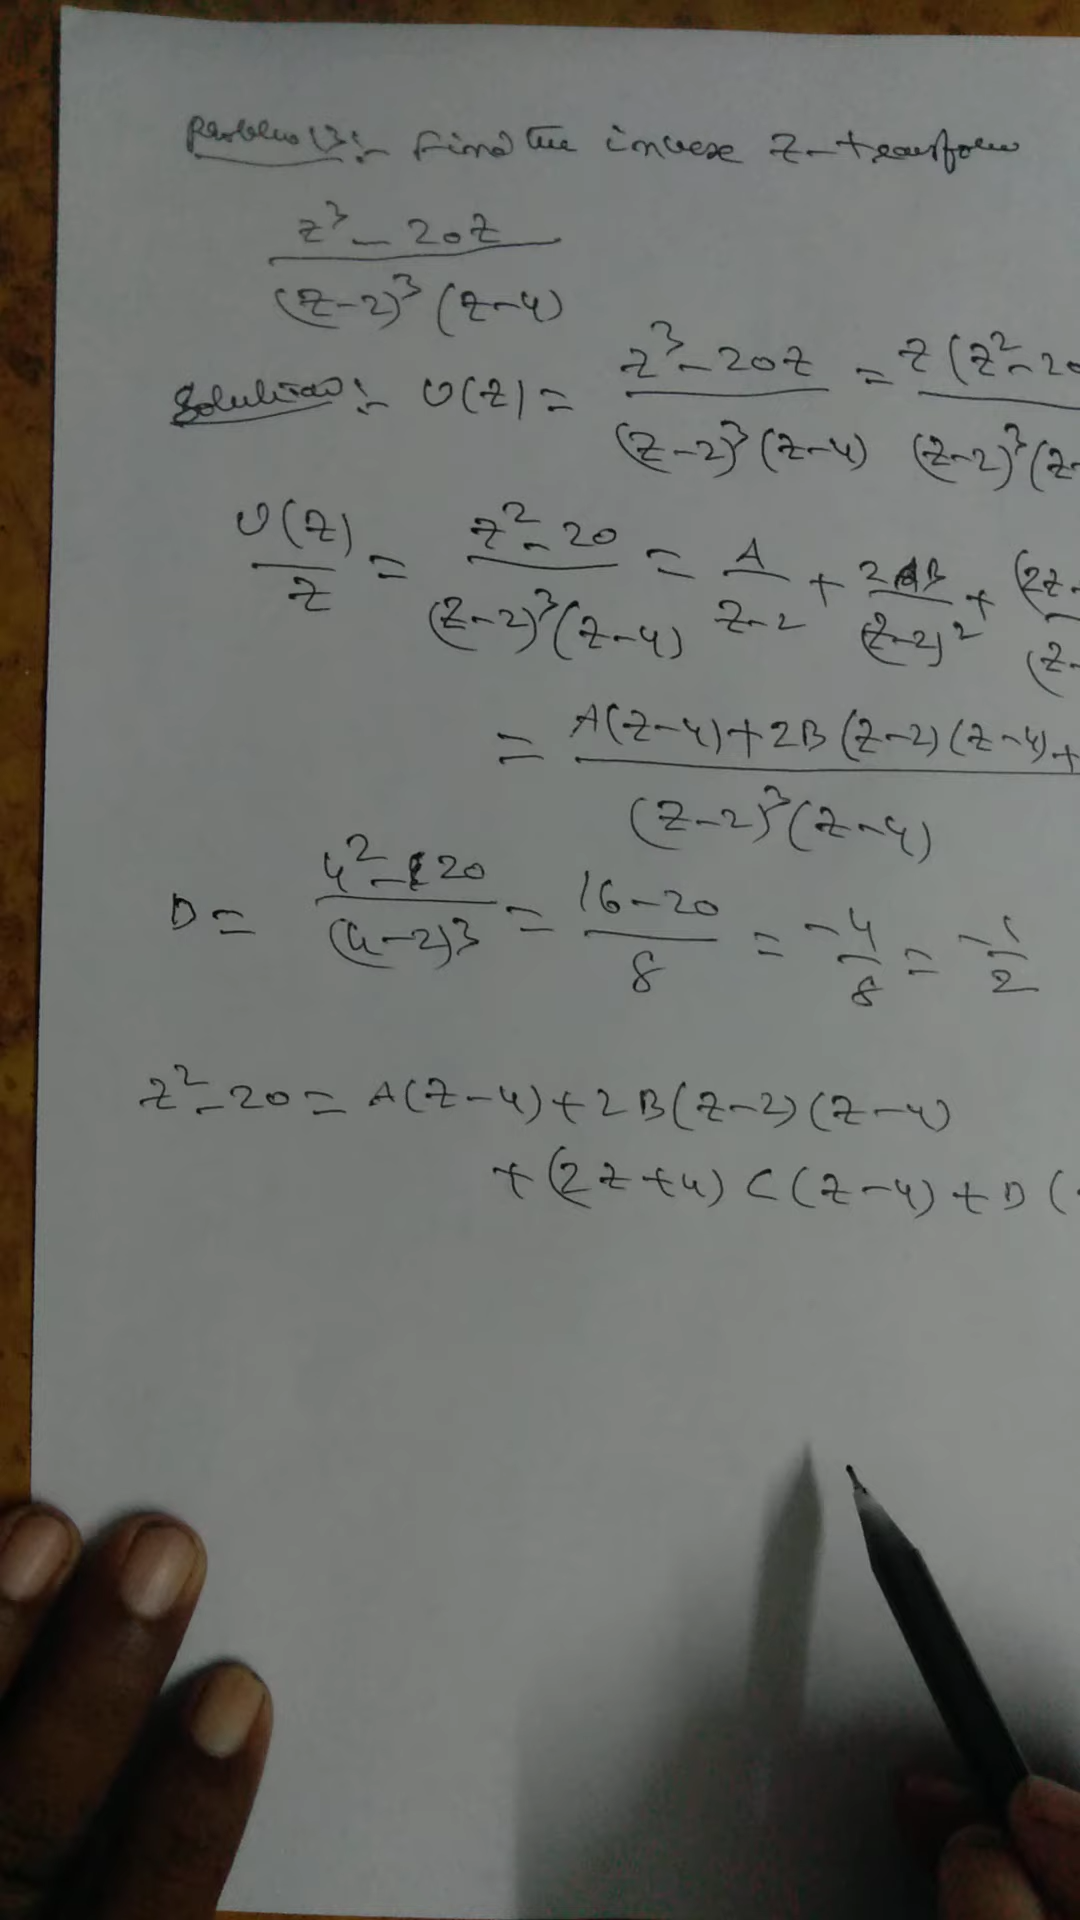 Problem 13:- Find the inverse Z-transform
z³ - 20z / (z-2)³ (z-4)
Solution:- U(z) = z³ - 20z / (z-2)³ (z-4) = z (z² - 20 / (z-2)³ (z-
U(z) / z = z² - 20 / (z-2)³ (z-4) = A / z-2 + 2B / (z-2)² + (2z- / (z-
= A(z-4) + 2B (z-2) (z-4) + / (z-2)³ (z-4)
D = 4² - 20 / (4-2)³ = 16-20 / 8 = -4 / 8 = -1 / 2
z² - 20 = A(z-4) + 2B(z-2) (z-4)
+ (2z+4) C (z-4) + D (